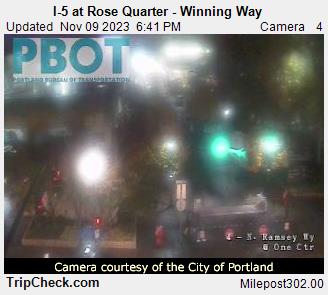 I-5 at Rose Quarter - Winning Way
Updated Nov 09 2023 6:41 PM Camera 4
PBOT
PORTLAND BUREAU OF TRANSPORTATION
4 - N. Ramsey Wy
@ One Ctr
Camera courtesy of the City of Portland
TripCheck.com Milepost302.00